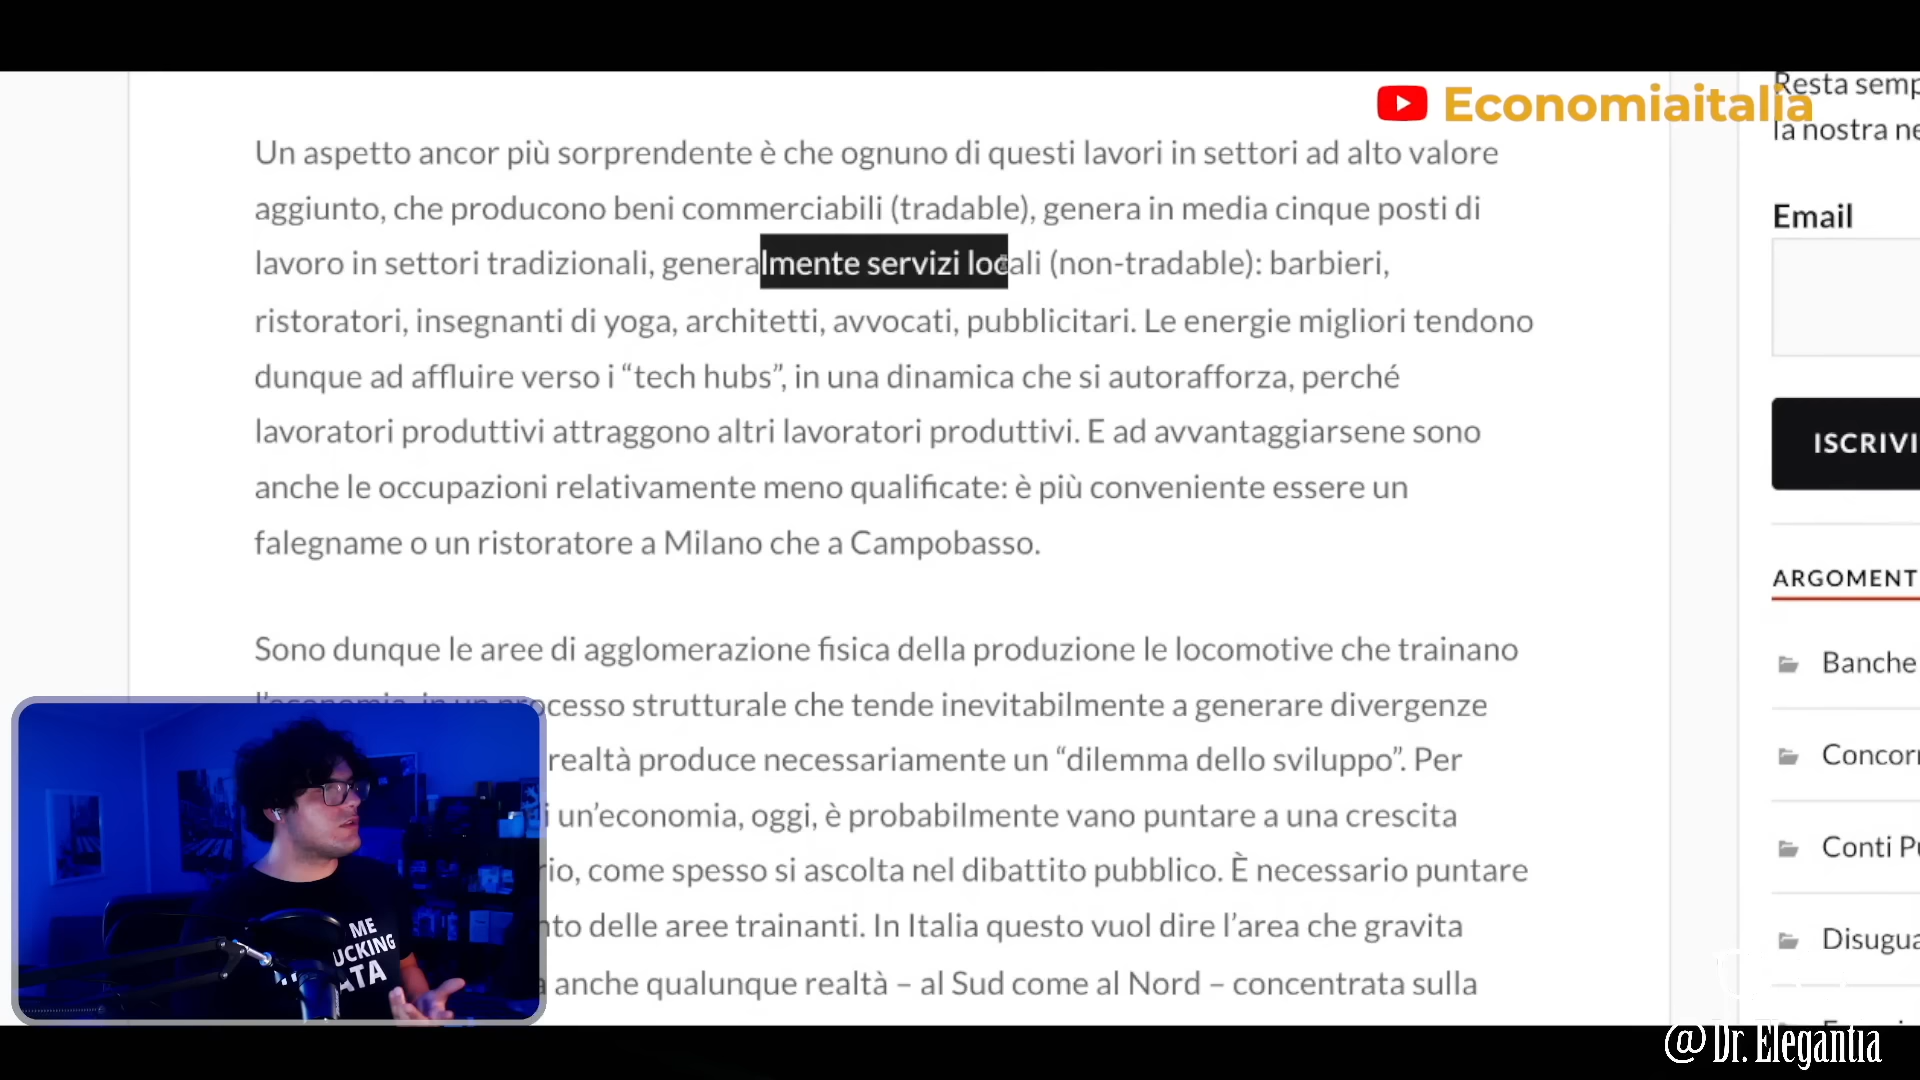 Resta semp
Economiaitalia
la nostra ne
Un aspetto ancor più sorprendente è che ognuno di questi lavori in settori ad alto valore
aggiunto, che producono beni commerciabili (tradable), genera in media cinque posti di
lavoro in settori tradizionali, generalmente servizi locali (non-tradable): barbieri,
ristoratori, insegnanti di yoga, architetti, avvocati, pubblicitari. Le energie migliori tendono
dunque ad affluire verso i “tech hubs”, in una dinamica che si autorafforza, perché
lavoratori produttivi attraggono altri lavoratori produttivi. E ad avvantaggiarsene sono
anche le occupazioni relativamente meno qualificate: è più conveniente essere un
falegname o un ristoratore a Milano che a Campobasso.
Sono dunque le aree di agglomerazione fisica della produzione le locomotive che trainano
l’economia, in un processo strutturale che tende inevitabilmente a generare divergenze
realtà produce necessariamente un “dilemma dello sviluppo”. Per
i un’economia, oggi, è probabilmente vano puntare a una crescita
rio, come spesso si ascolta nel dibattito pubblico. È necessario puntare
nto delle aree trainanti. In Italia questo vuol dire l’area che gravita
a anche qualunque realtà – al Sud come al Nord – concentrata sulla
Email
ISCRIVI
ARGOMENT
Banche
Concorr
Conti Pu
Disugua
ME
UCKING
ATA
@Dr. Elegantia